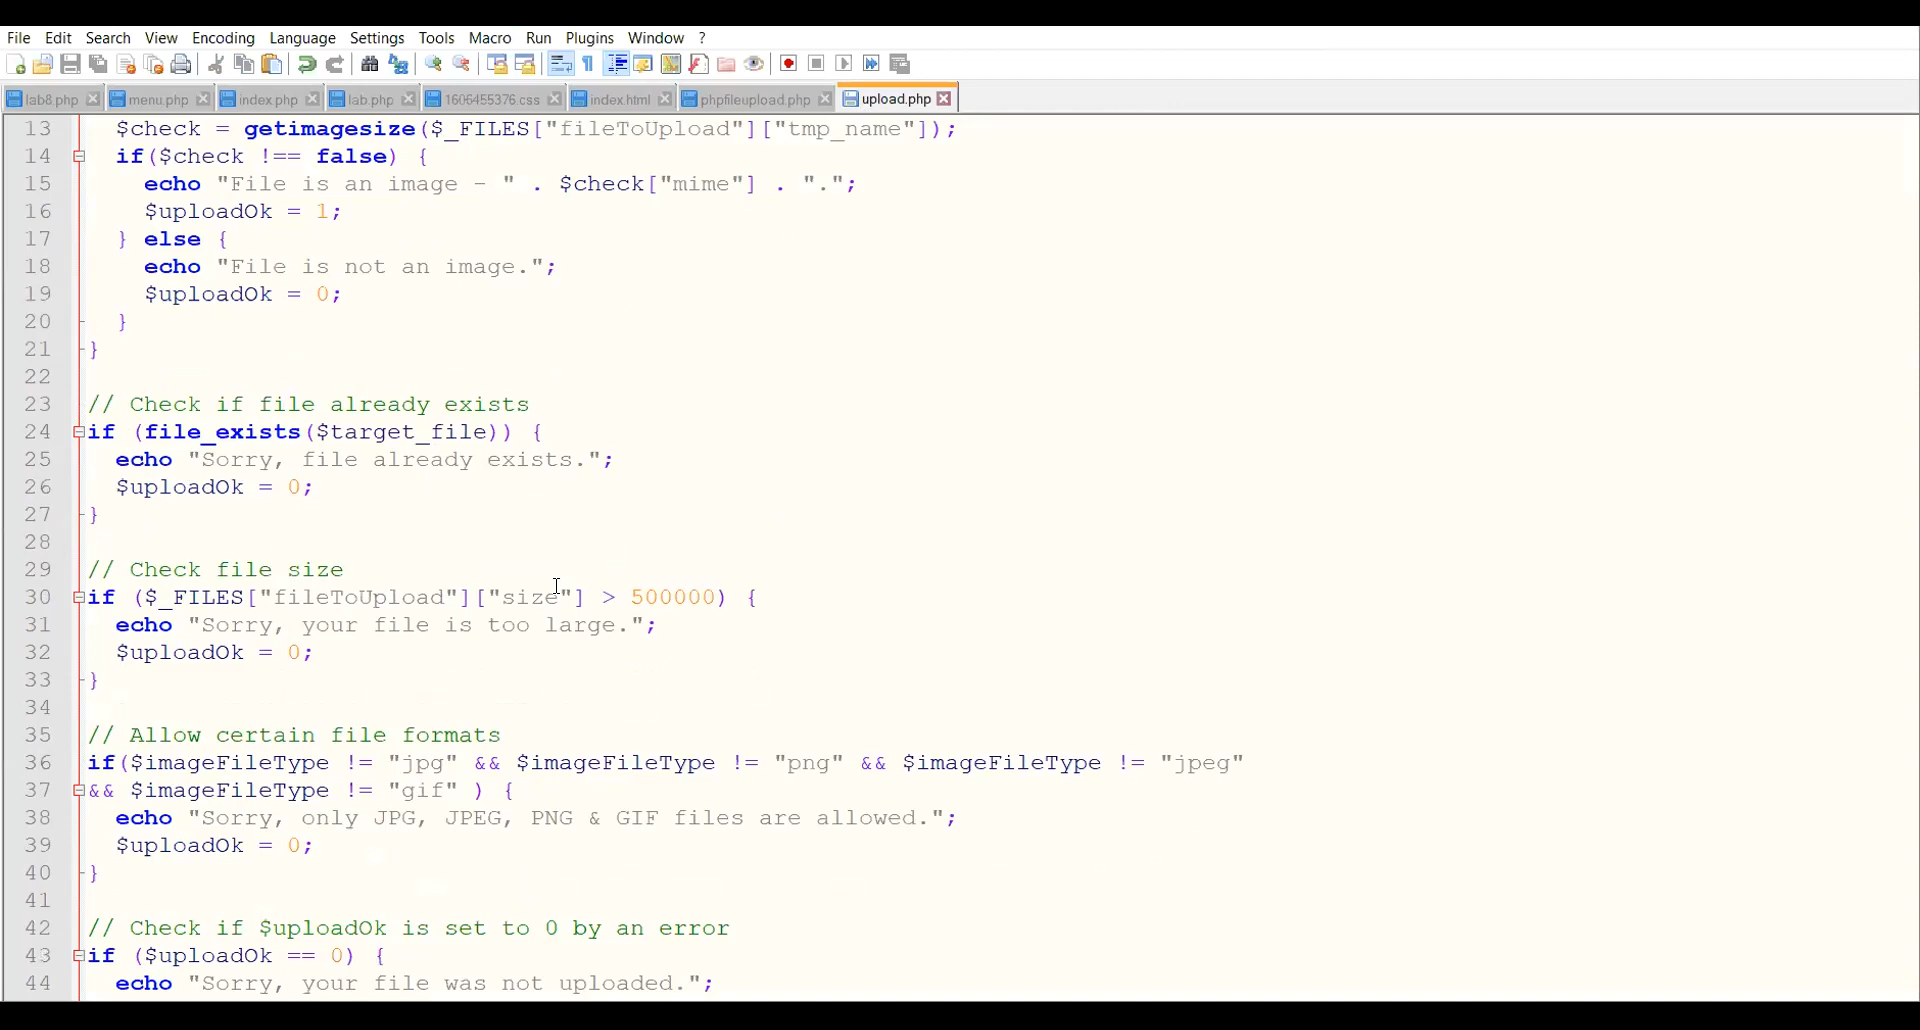 File Edit Search View Encoding Language Settings Tools Macro Run Plugins Window ?
lab8.php menu.php index.php lab.php 1606455376.css index.html phpfileupload.php upload.php
13 $check = getimagesize($_FILES["fileToUpload"]["tmp_name"]);
14 if($check !== false) {
15 echo "File is an image - " . $check["mime"] . ".";
16 $uploadOk = 1;
17 } else {
18 echo "File is not an image.";
19 $uploadOk = 0;
20 }
21 }
22
23 // Check if file already exists
24 if (file_exists($target_file)) {
25 echo "Sorry, file already exists.";
26 $uploadOk = 0;
27 }
28
29 // Check file size
30 if ($_FILES["fileToUpload"]["size"] > 500000) {
31 echo "Sorry, your file is too large.";
32 $uploadOk = 0;
33 }
34
35 // Allow certain file formats
36 if($imageFileType != "jpg" && $imageFileType != "png" && $imageFileType != "jpeg"
37 && $imageFileType != "gif" ) {
38 echo "Sorry, only JPG, JPEG, PNG & GIF files are allowed.";
39 $uploadOk = 0;
40 }
41
42 // Check if $uploadOk is set to 0 by an error
43 if ($uploadOk == 0) {
44 echo "Sorry, your file was not uploaded.";